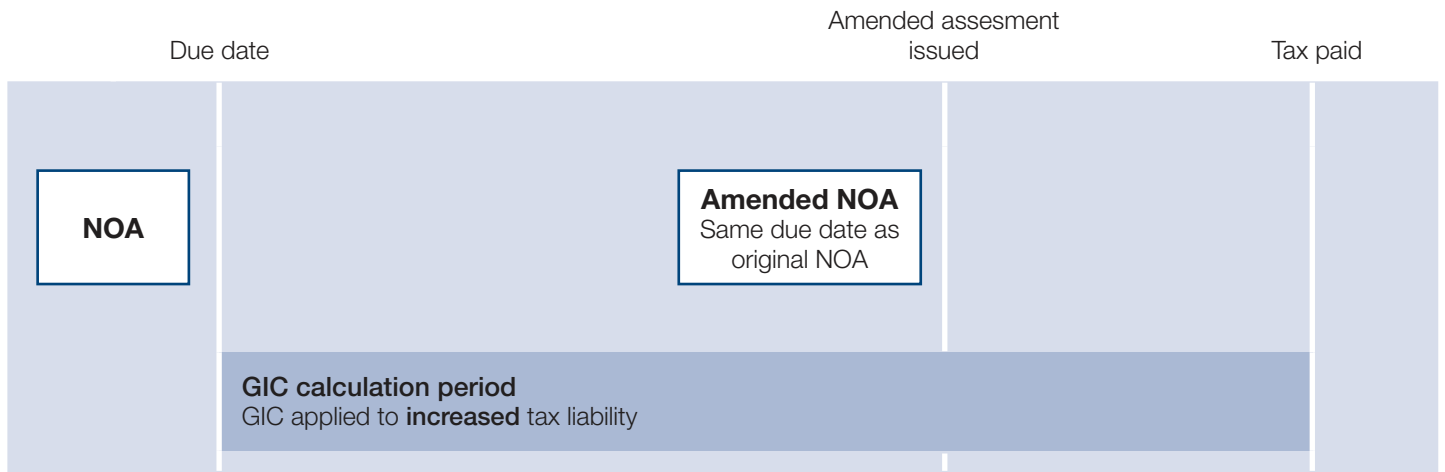 Due date
Amended assesment
issued
Tax paid
NOA
Amended NOA
Same due date as
original NOA
GIC calculation period
GIC applied to increased tax liability